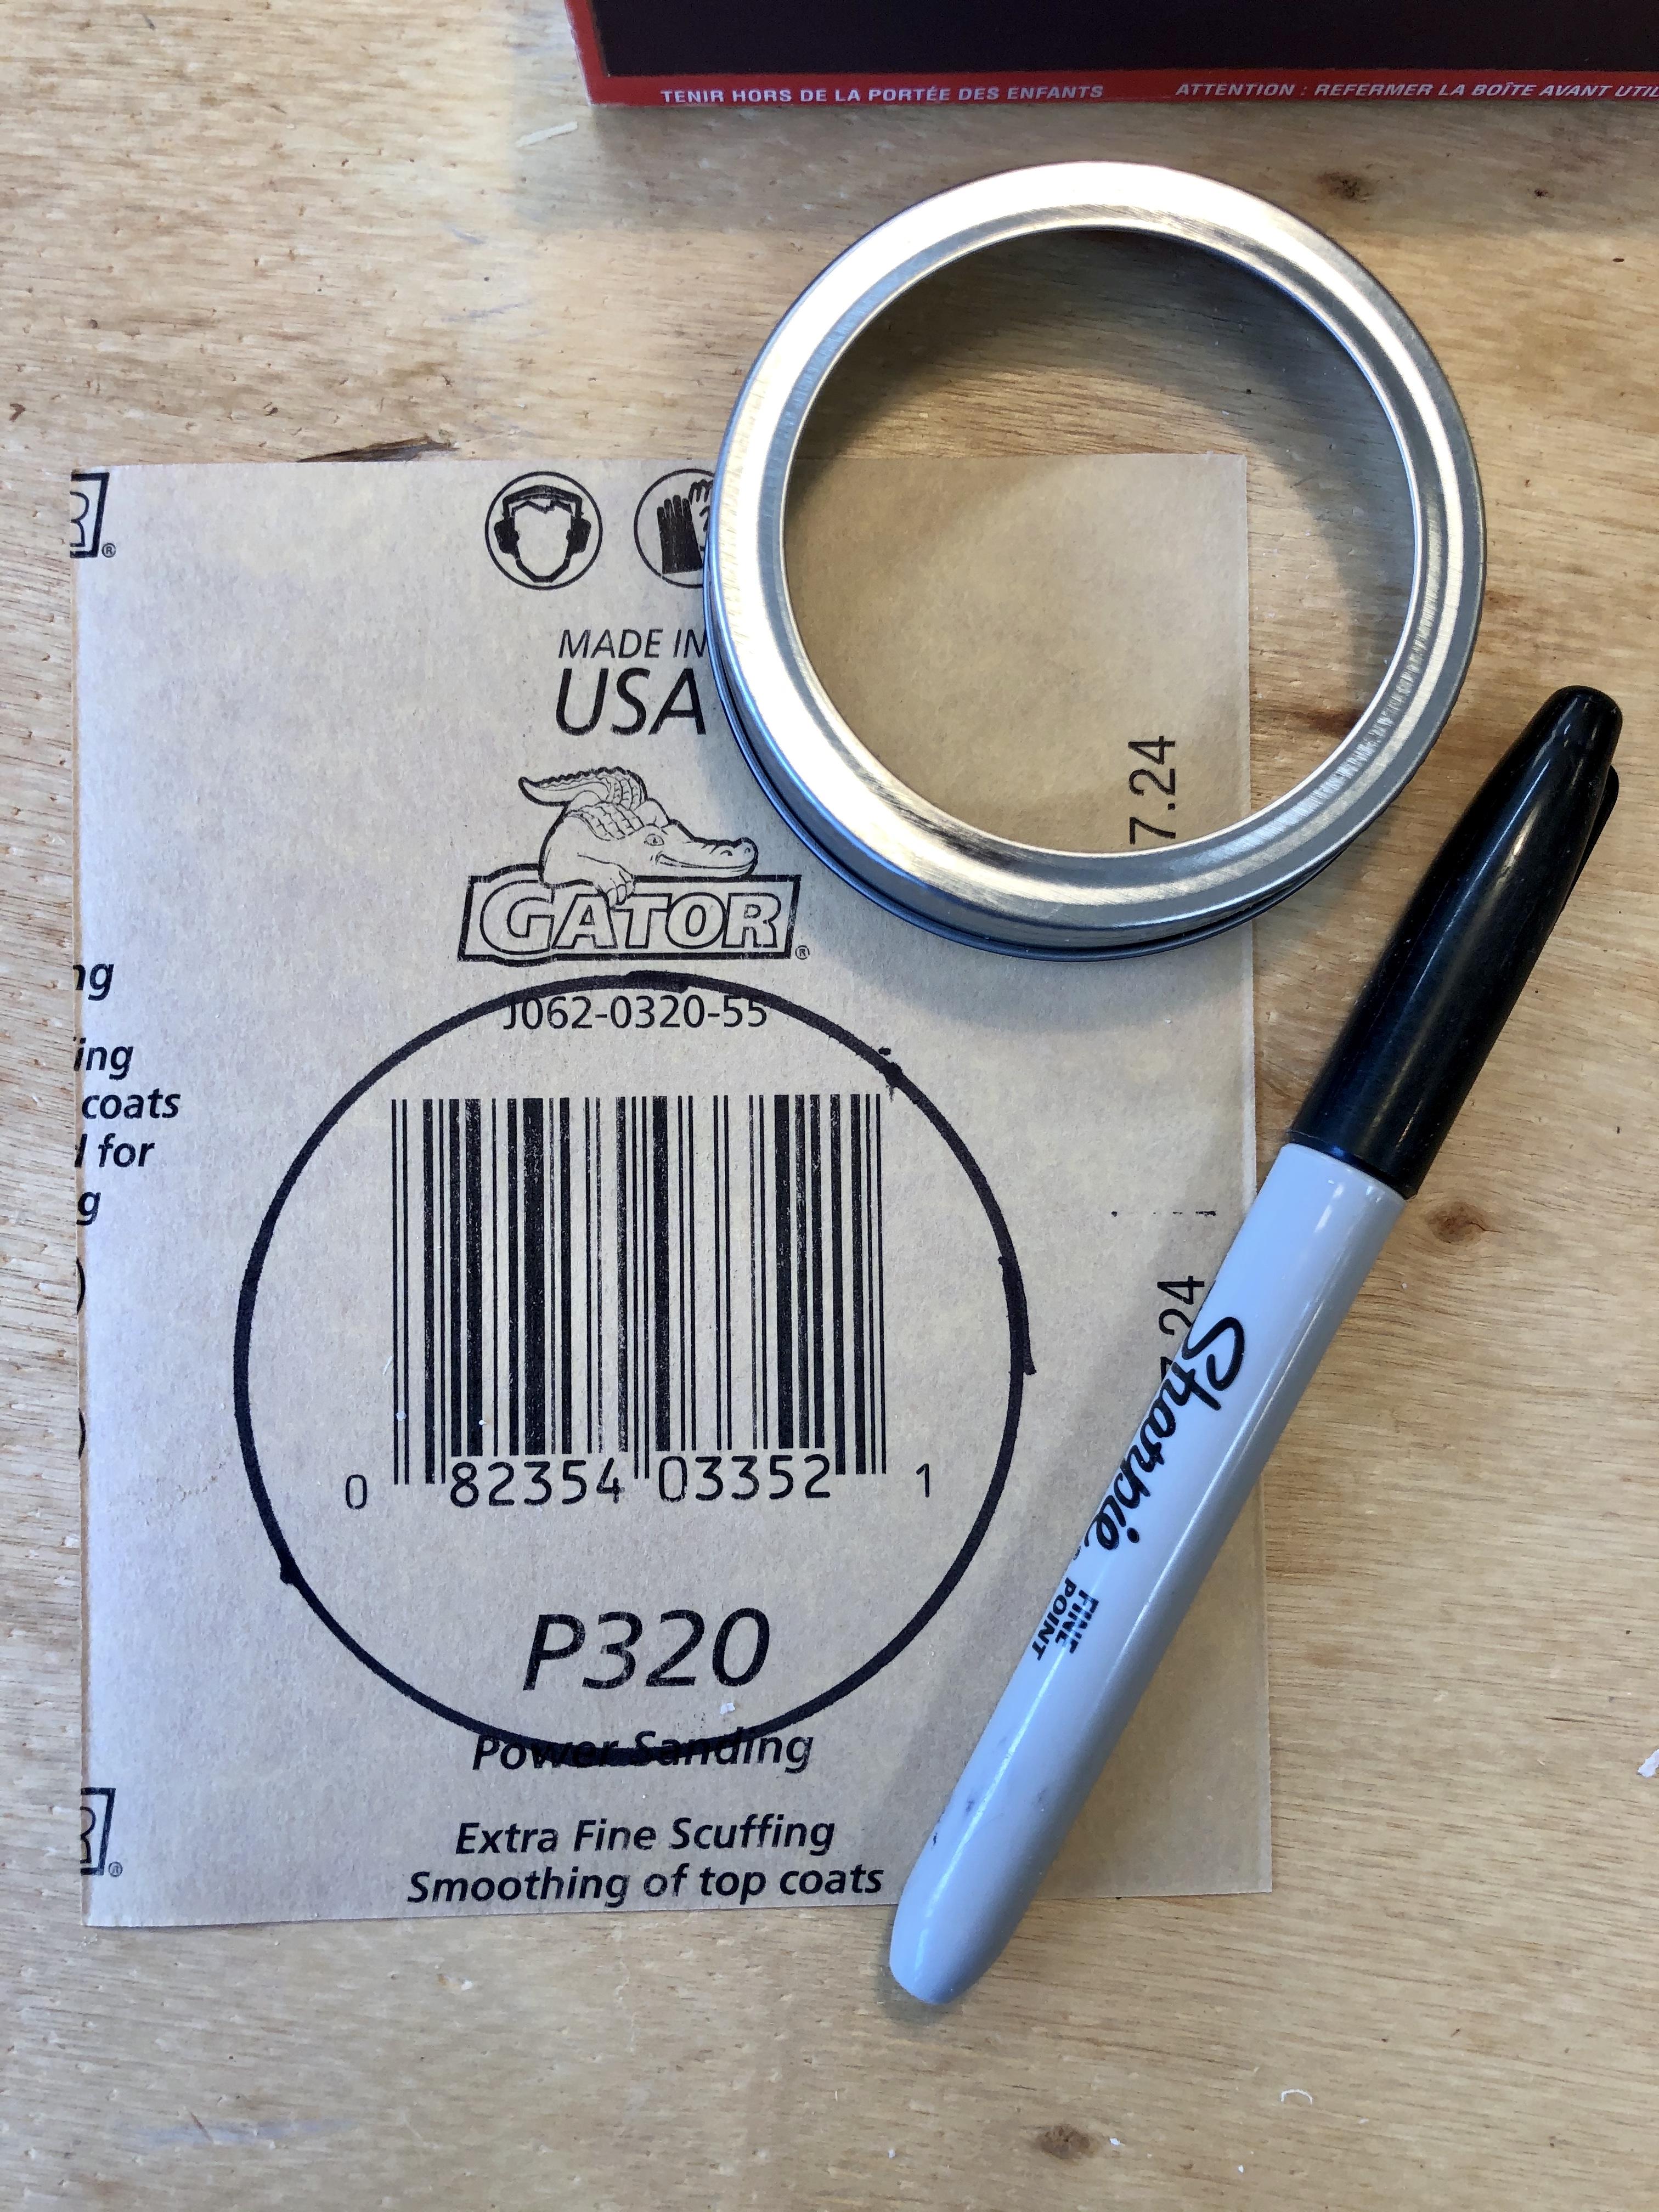 TENIR HORS DE LA PORTÉE DES ENFANTS ATTENTION : REFERMER LA BOÎTE AVANT
R®
MADE IN
USA
7.24
GATOR®
J062-0320-55
ng
ing
coats
for
g
0 82354 03352 1
24
Sharpie
FINE
POINT
P320
Power Sanding
Extra Fine Scuffing
Smoothing of top coats
R®